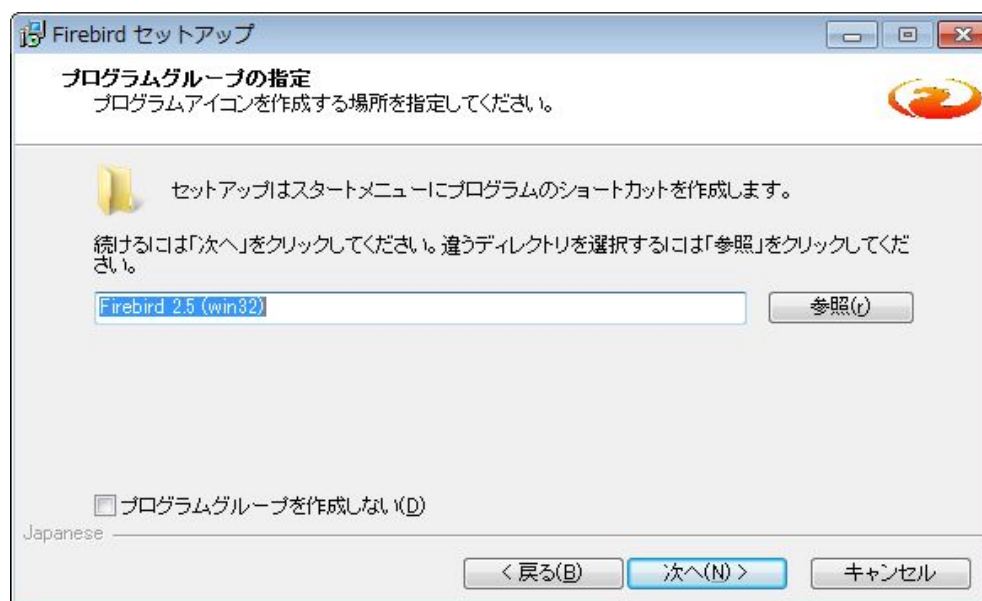 Firebird セットアップ
プログラムグループの指定
プログラムアイコンを作成する場所を指定してください。
セットアップはスタートメニューにプログラムのショートカットを作成します。
続けるには「次へ」をクリックしてください。違うディレクトリを選択するには「参照」をクリックしてくだ
さい。
Firebird 2.5 (win32)
参照(r)
プログラムグループを作成しない(D)
Japanese
< 戻る(B)
次へ(N) >
キャンセル